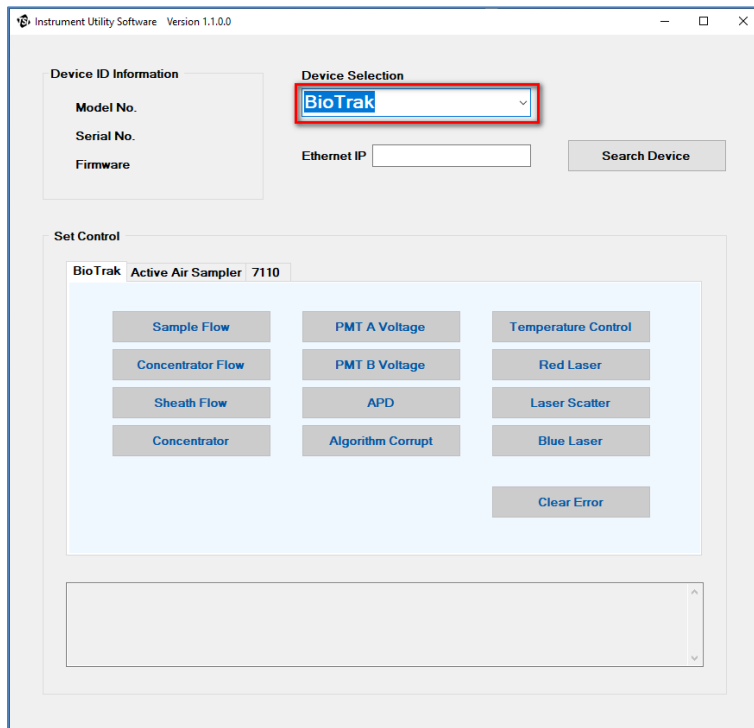 TSI Instrument Utility Software Version 1.1.0.0
Device ID Information
Model No.
Serial No.
Firmware
Device Selection
BioTrak
Ethernet IP
Search Device
Set Control
BioTrak Active Air Sampler 7110
Sample Flow PMT A Voltage Temperature Control
Concentrator Flow PMT B Voltage Red Laser
Sheath Flow APD Laser Scatter
Concentrator Algorithm Corrupt Blue Laser
Clear Error